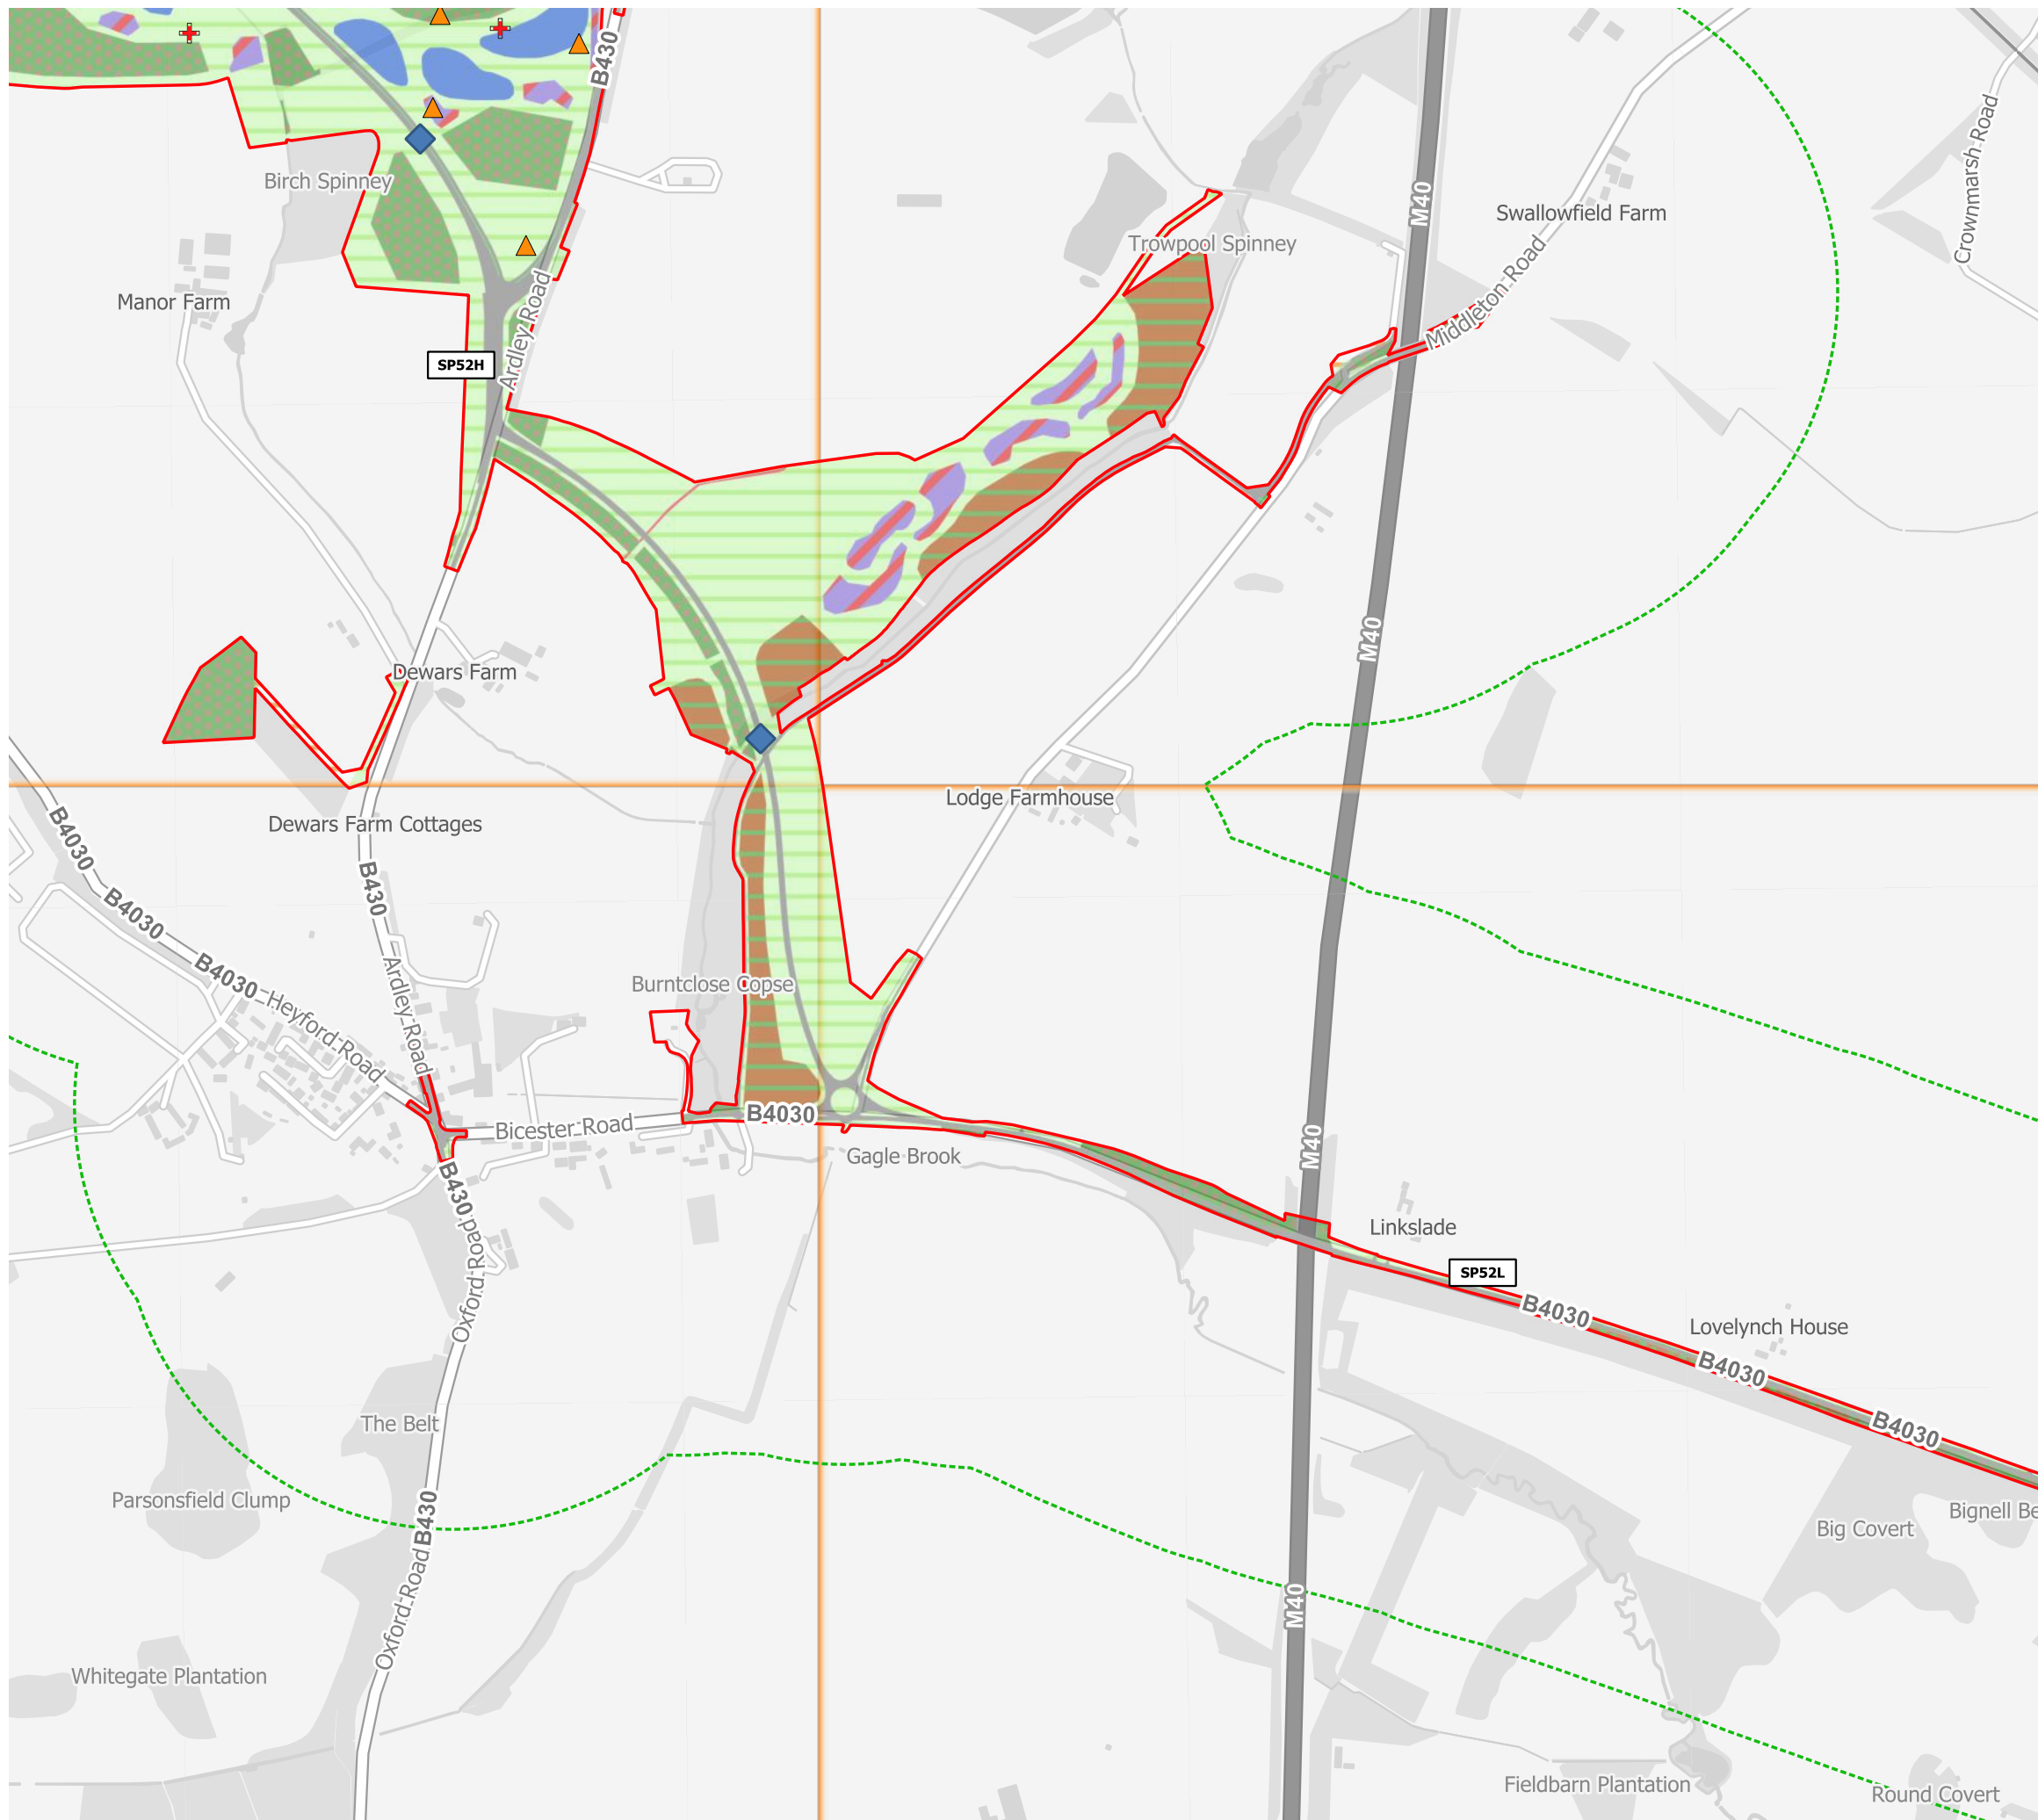 B430
Birch Spinney
M40
Swallowfield Farm
Crownmarsh Road
Trowpool Spinney
Middleton Road
Manor Farm
SP52H
Ardley Road
M40
Dewars Farm
Lodge Farmhouse
Dewars Farm Cottages
B4030
B430
B4030
B4030
Heyford Road
Ardley Road
Burntclose Copse
B4030
Bicester Road
Gagle Brook
M40
B430
Oxford Road
Linkslade
SP52L
B4030
Lovelynch House
B4030
B4030
The Belt
Parsonsfield Clump
B430
Oxford Road
Big Covert
Bignell Be
M40
Whitegate Plantation
Fieldbarn Plantation
Round Covert